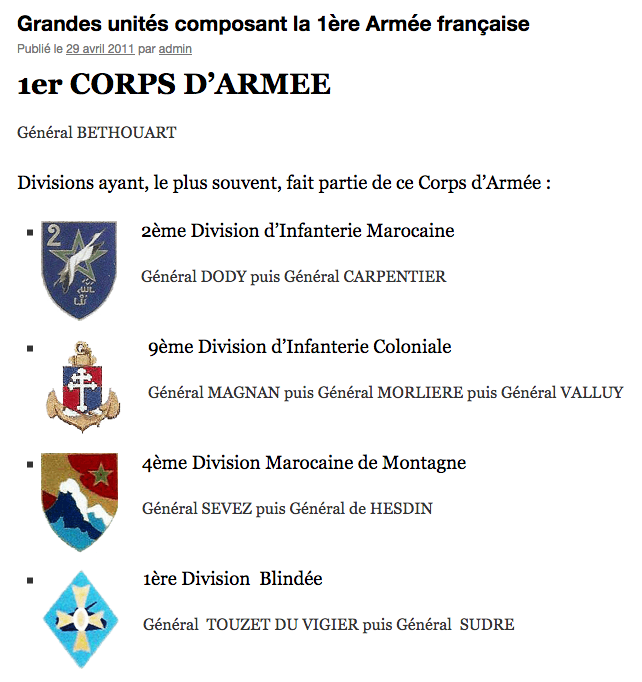 Grandes unités composant la 1ère Armée française
Publié le 29 avril 2011 par admin
1er CORPS D’ARMEE
Général BETHOUART
Divisions ayant, le plus souvent, fait partie de ce Corps d’Armée :
2
2ème Division d’Infanterie Marocaine
Général DODY puis Général CARPENTIER
9ème Division d’Infanterie Coloniale
Général MAGNAN puis Général MORLIERE puis Général VALLUY
4ème Division Marocaine de Montagne
Général SEVEZ puis Général de HESDIN
1ère Division  Blindée
Général  TOUZET DU VIGIER puis Général  SUDRE